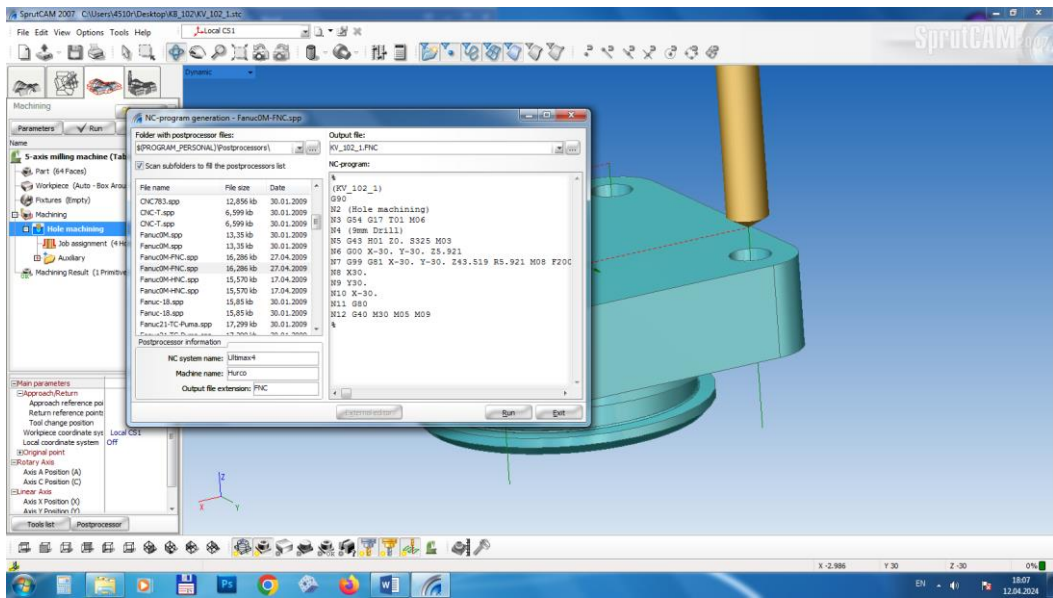 SprutCAM 2007 C:\Users\4510r\Desktop\KB_102\KV_102_1.stc
File Edit View Options Tools Help
Local CS1
SprutCAM
Dynamic
Machining
Parameters Run
Name
5-axis milling machine (Tab
Part (64 Faces)
Workpiece (Auto - Box Arou
Fixtures (Empty)
Machining
Hole machining
Job assignment (4 Ho
Auxiliary
Machining Result (1 Primitive
NC-program generation - Fanuc0M-FNC.spp
Folder with postprocessor files:
$(PROGRAM_PERSONAL)\Postprocessors\
Scan subfolders to fill the postprocessors list
File name File size Date
CNC783.spp 12,856 kb 30.01.2009
CNC-T.spp 6,599 kb 30.01.2009
CNC-T.spp 6,599 kb 30.01.2009
Fanuc0M.spp 13,35 kb 30.01.2009
Fanuc0M.spp 13,35 kb 30.01.2009
Fanuc0M-FNC.spp 16,286 kb 27.04.2009
Fanuc0M-FNC.spp 16,286 kb 27.04.2009
Fanuc0M-HNC.spp 15,570 kb 17.04.2009
Fanuc0M-HNC.spp 15,570 kb 17.04.2009
Fanuc-18.spp 15,85 kb 30.01.2009
Fanuc-18.spp 15,85 kb 30.01.2009
Fanuc21-TC-Puma.spp 17,299 kb 30.01.2009
Postprocessor information
NC system name: Ultimax4
Machine name: Hurco
Output file extension: FNC
Output file:
KV_102_1.FNC
NC-program:
%
(KV_102_1)
G90
N2 (Hole machining)
N3 G54 G17 T01 M06
N4 (9mm Drill)
N5 G43 H01 Z0. S325 M03
N6 G00 X-30. Y-30. Z5.921
N7 G99 G81 X-30. Y-30. Z43.519 R5.921 M08 F200
N8 X30.
N9 Y30.
N10 X-30.
N11 G80
N12 G40 M30 M05 M09
%
External editor Run Exit
Main parameters
Approach/Return
Approach reference poi
Return reference points
Tool change position
Workpiece coordinate sys Local CS1
Local coordinate system Off
Original point
Rotary Axis
Axis A Position (A)
Axis C Position (C)
Linear Axis
Axis X Position (X)
Axis Y Position (Y)
Tools list Postprocessor
Z
X
Y
X -2.986 Y 30 Z -30 0%
Ps
W
EN
18:07
12.04.2024